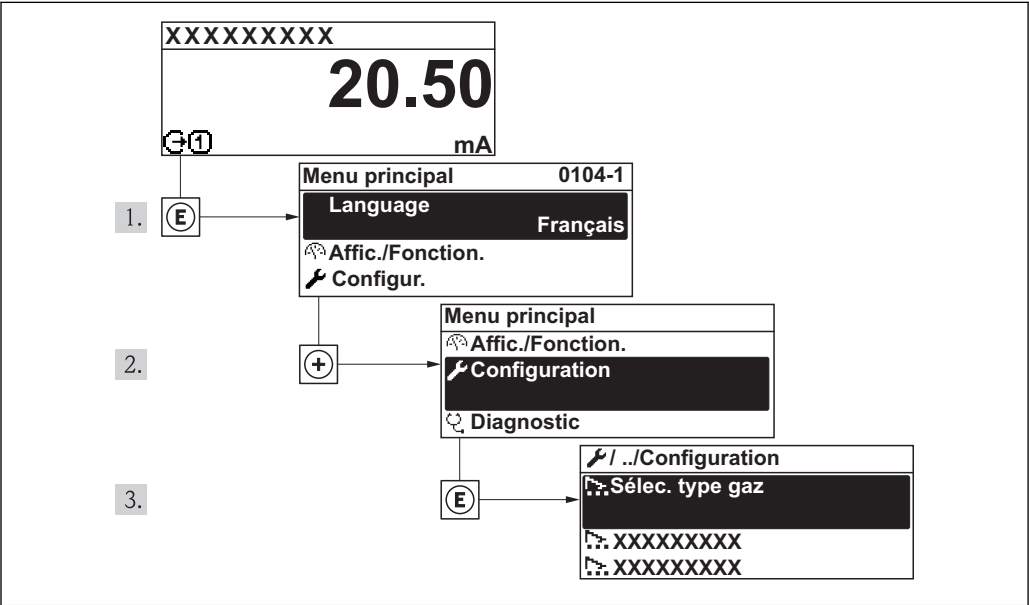 XXXXXXXXX
20.50
1 mA
Menu principal 0104-1
1. E Language
Français
Affic./Fonction.
Configur.
Menu principal
Affic./Fonction.
2. + Configuration
Diagnostic
/ ../Configuration
3. E Sélec. type gaz
XXXXXXXXX
XXXXXXXXX